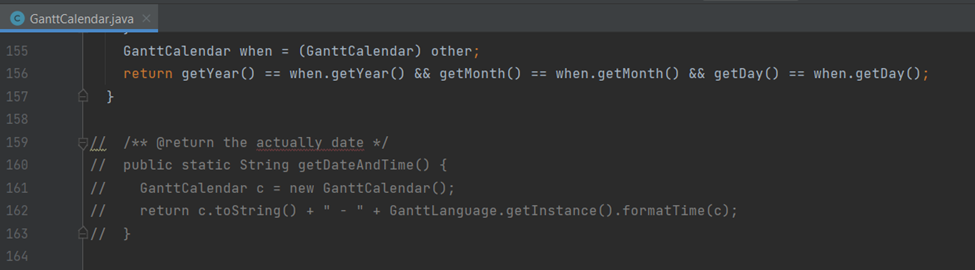 GanttCalendar.java
155 GanttCalendar when = (GanttCalendar) other;
156 return getYear() == when.getYear() && getMonth() == when.getMonth() && getDay() == when.getDay();
157 }
158
159 // /** @return the actually date */
160 // public static String getDateAndTime() {
161 // GanttCalendar c = new GanttCalendar();
162 // return c.toString() + " - " + GanttLanguage.getInstance().formatTime(c);
163 // }
164